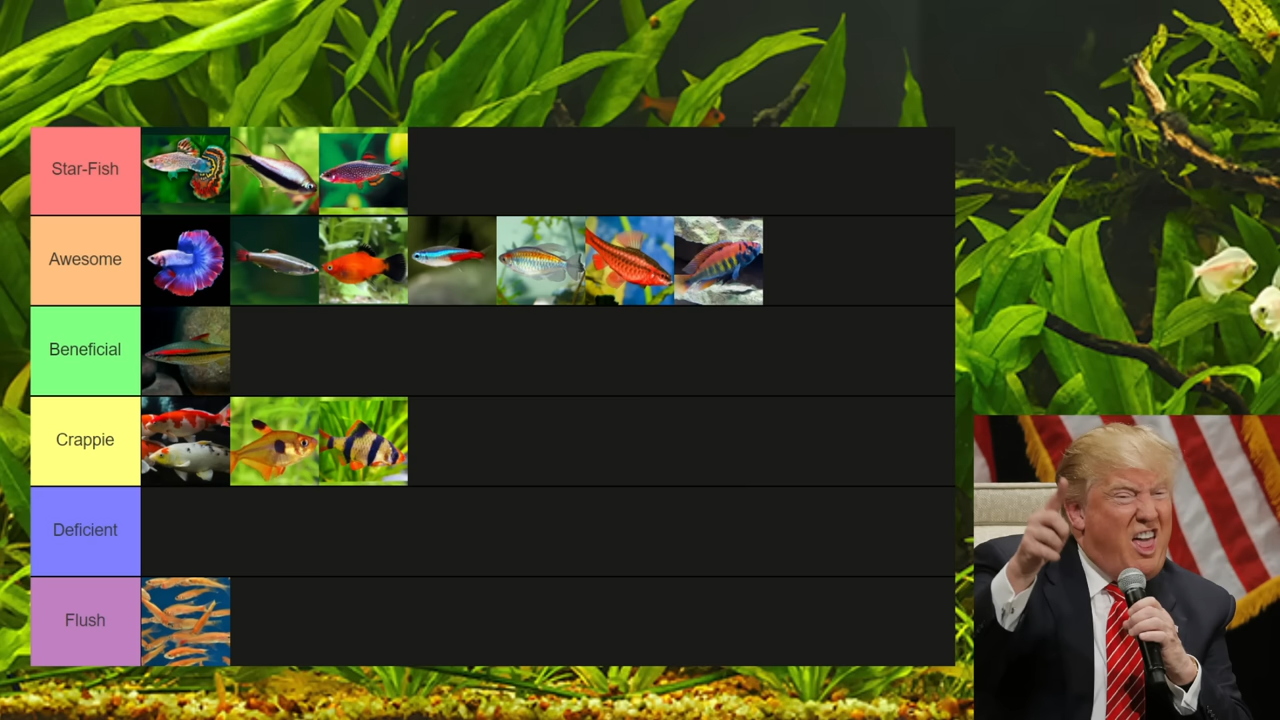 Star-Fish
Awesome
Beneficial
Crappie
Deficient
Flush